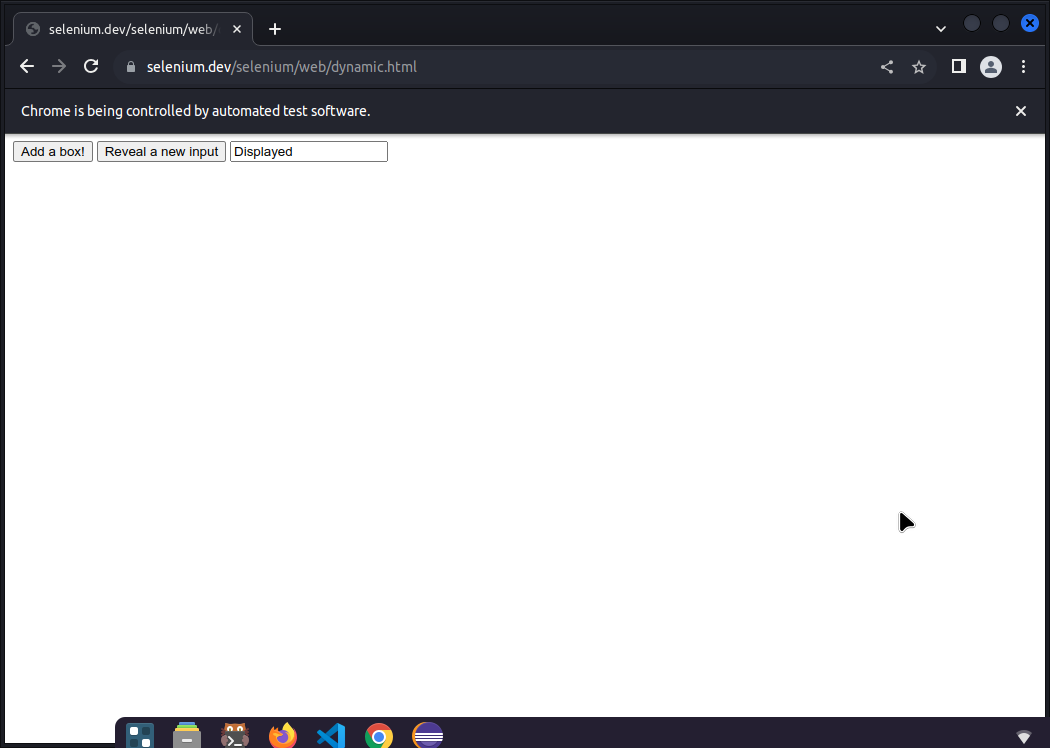 selenium.dev/selenium/web/
selenium.dev/selenium/web/dynamic.html
Chrome is being controlled by automated test software.
Add a box! Reveal a new input Displayed